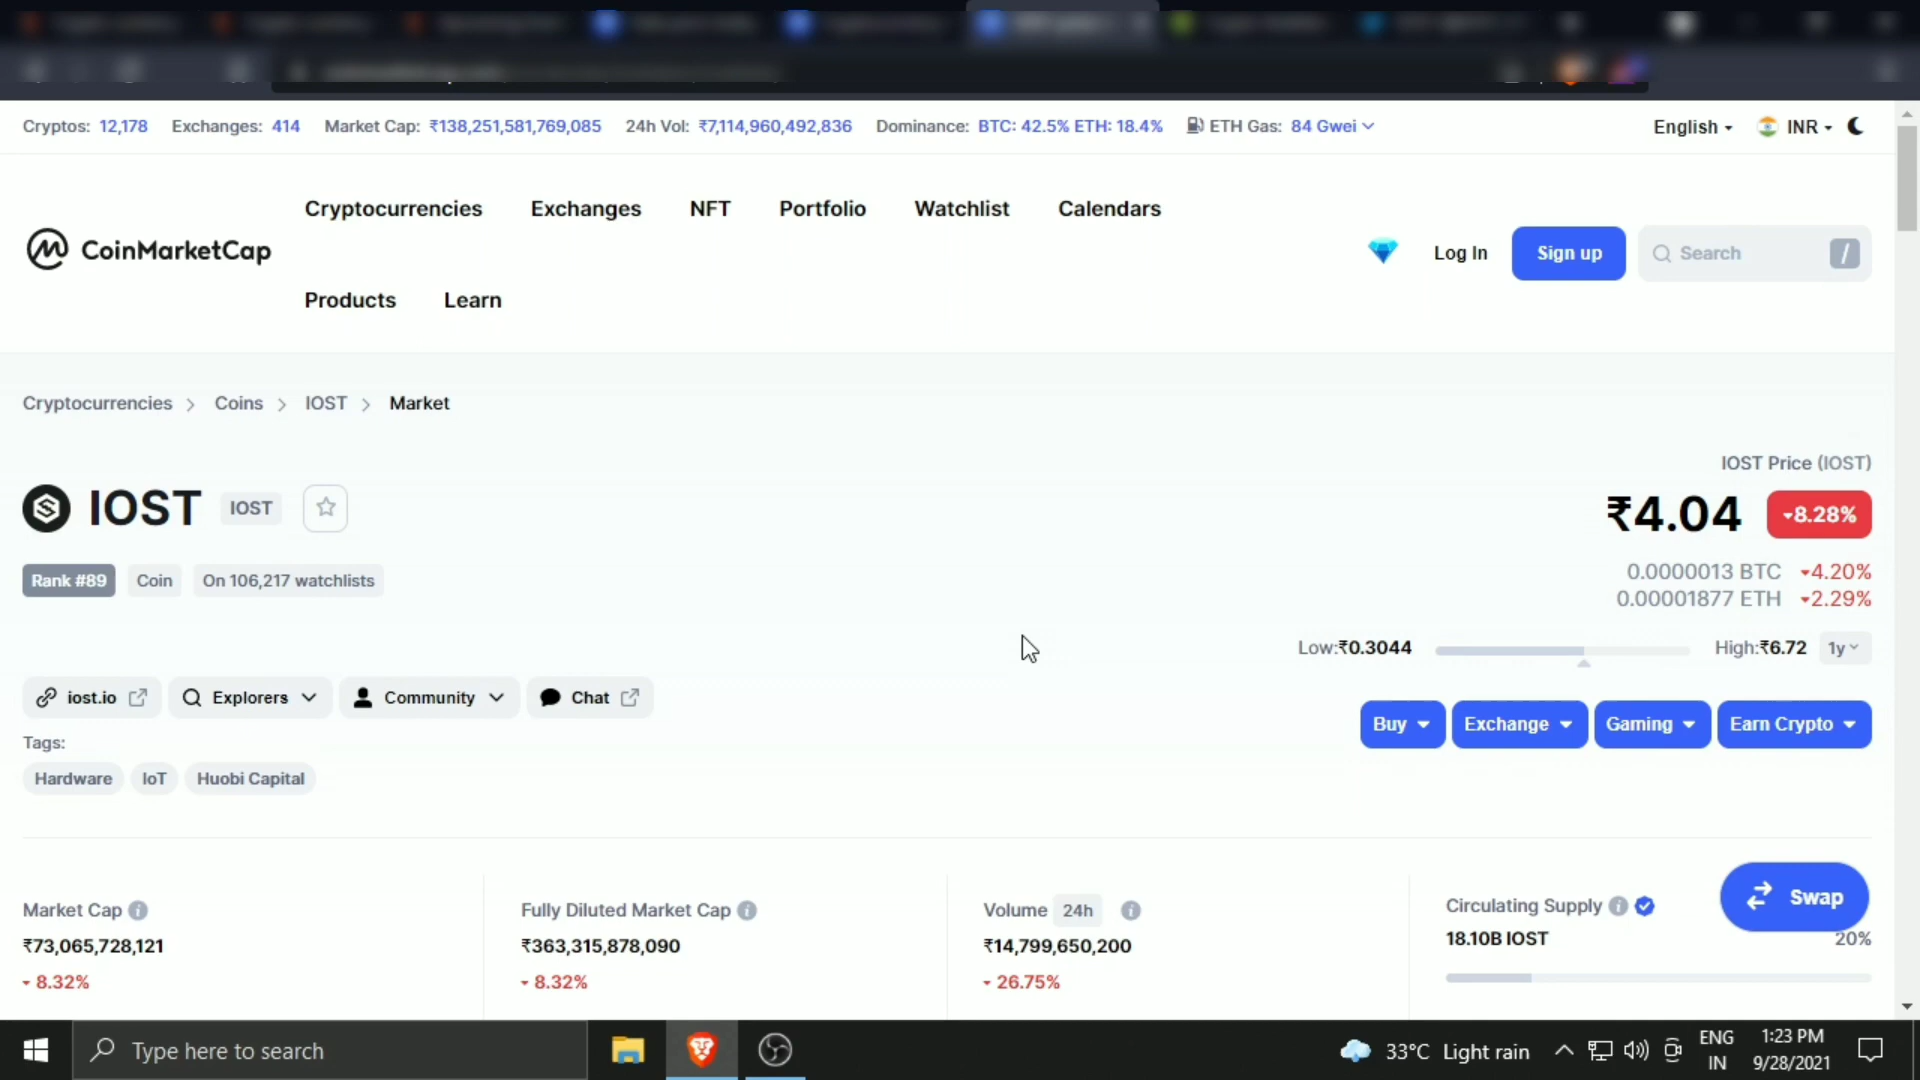 Cryptos: 12,178 Exchanges: 414 Market Cap: ₹138,251,581,769,085 24h Vol: ₹7,114,960,492,836 Dominance: BTC: 42.5% ETH: 18.4% ETH Gas: 84 Gwei English INR
Cryptocurrencies Exchanges NFT Portfolio Watchlist Calendars
CoinMarketCap Log In Sign up Search /
Products Learn
Cryptocurrencies > Coins > IOST > Market
IOST Price (IOST)
IOST IOST ₹4.04 8.28%
Rank #89 Coin On 106,217 watchlists 0.0000013 BTC 4.20%
0.00001877 ETH 2.29%
Low:₹0.3044 High:₹6.72 1y
iost.io Explorers Community Chat
Buy Exchange Gaming Earn Crypto
Tags:
Hardware IoT Huobi Capital
Market Cap Fully Diluted Market Cap Volume 24h Circulating Supply Swap
₹73,065,728,121 ₹363,315,878,090 ₹14,799,650,200 18.10B IOST 20%
8.32% 8.32% 26.75%
Type here to search 33°C Light rain ENG IN 1:23 PM 9/28/2021